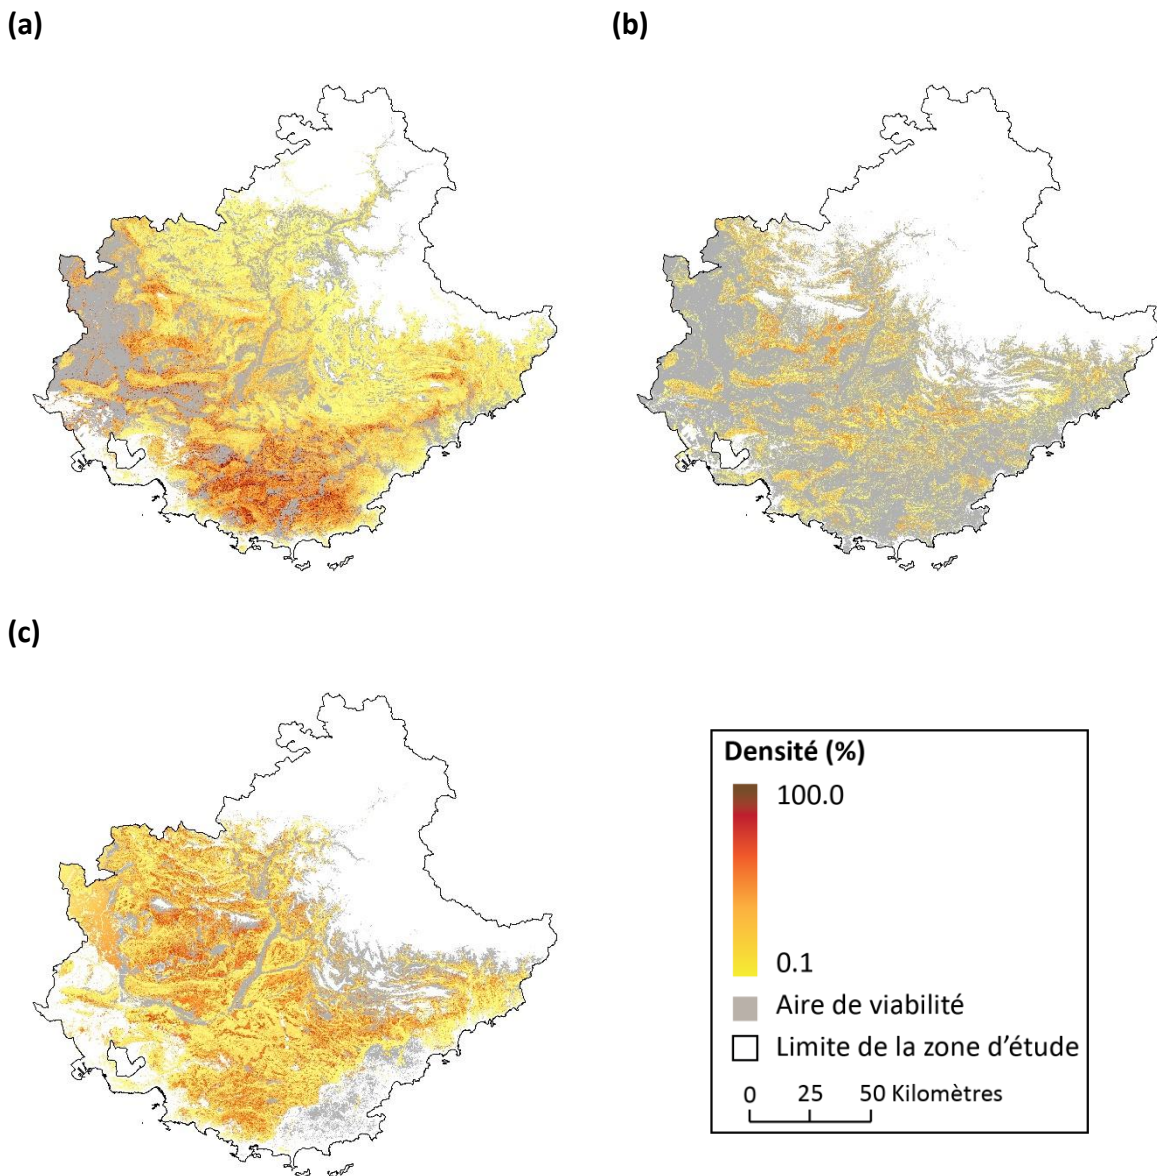 (a)
(b)
(c)
Densité (%)
100.0
0.1
Aire de viabilité
Limite de la zone d'étude
0 25 50 Kilomètres